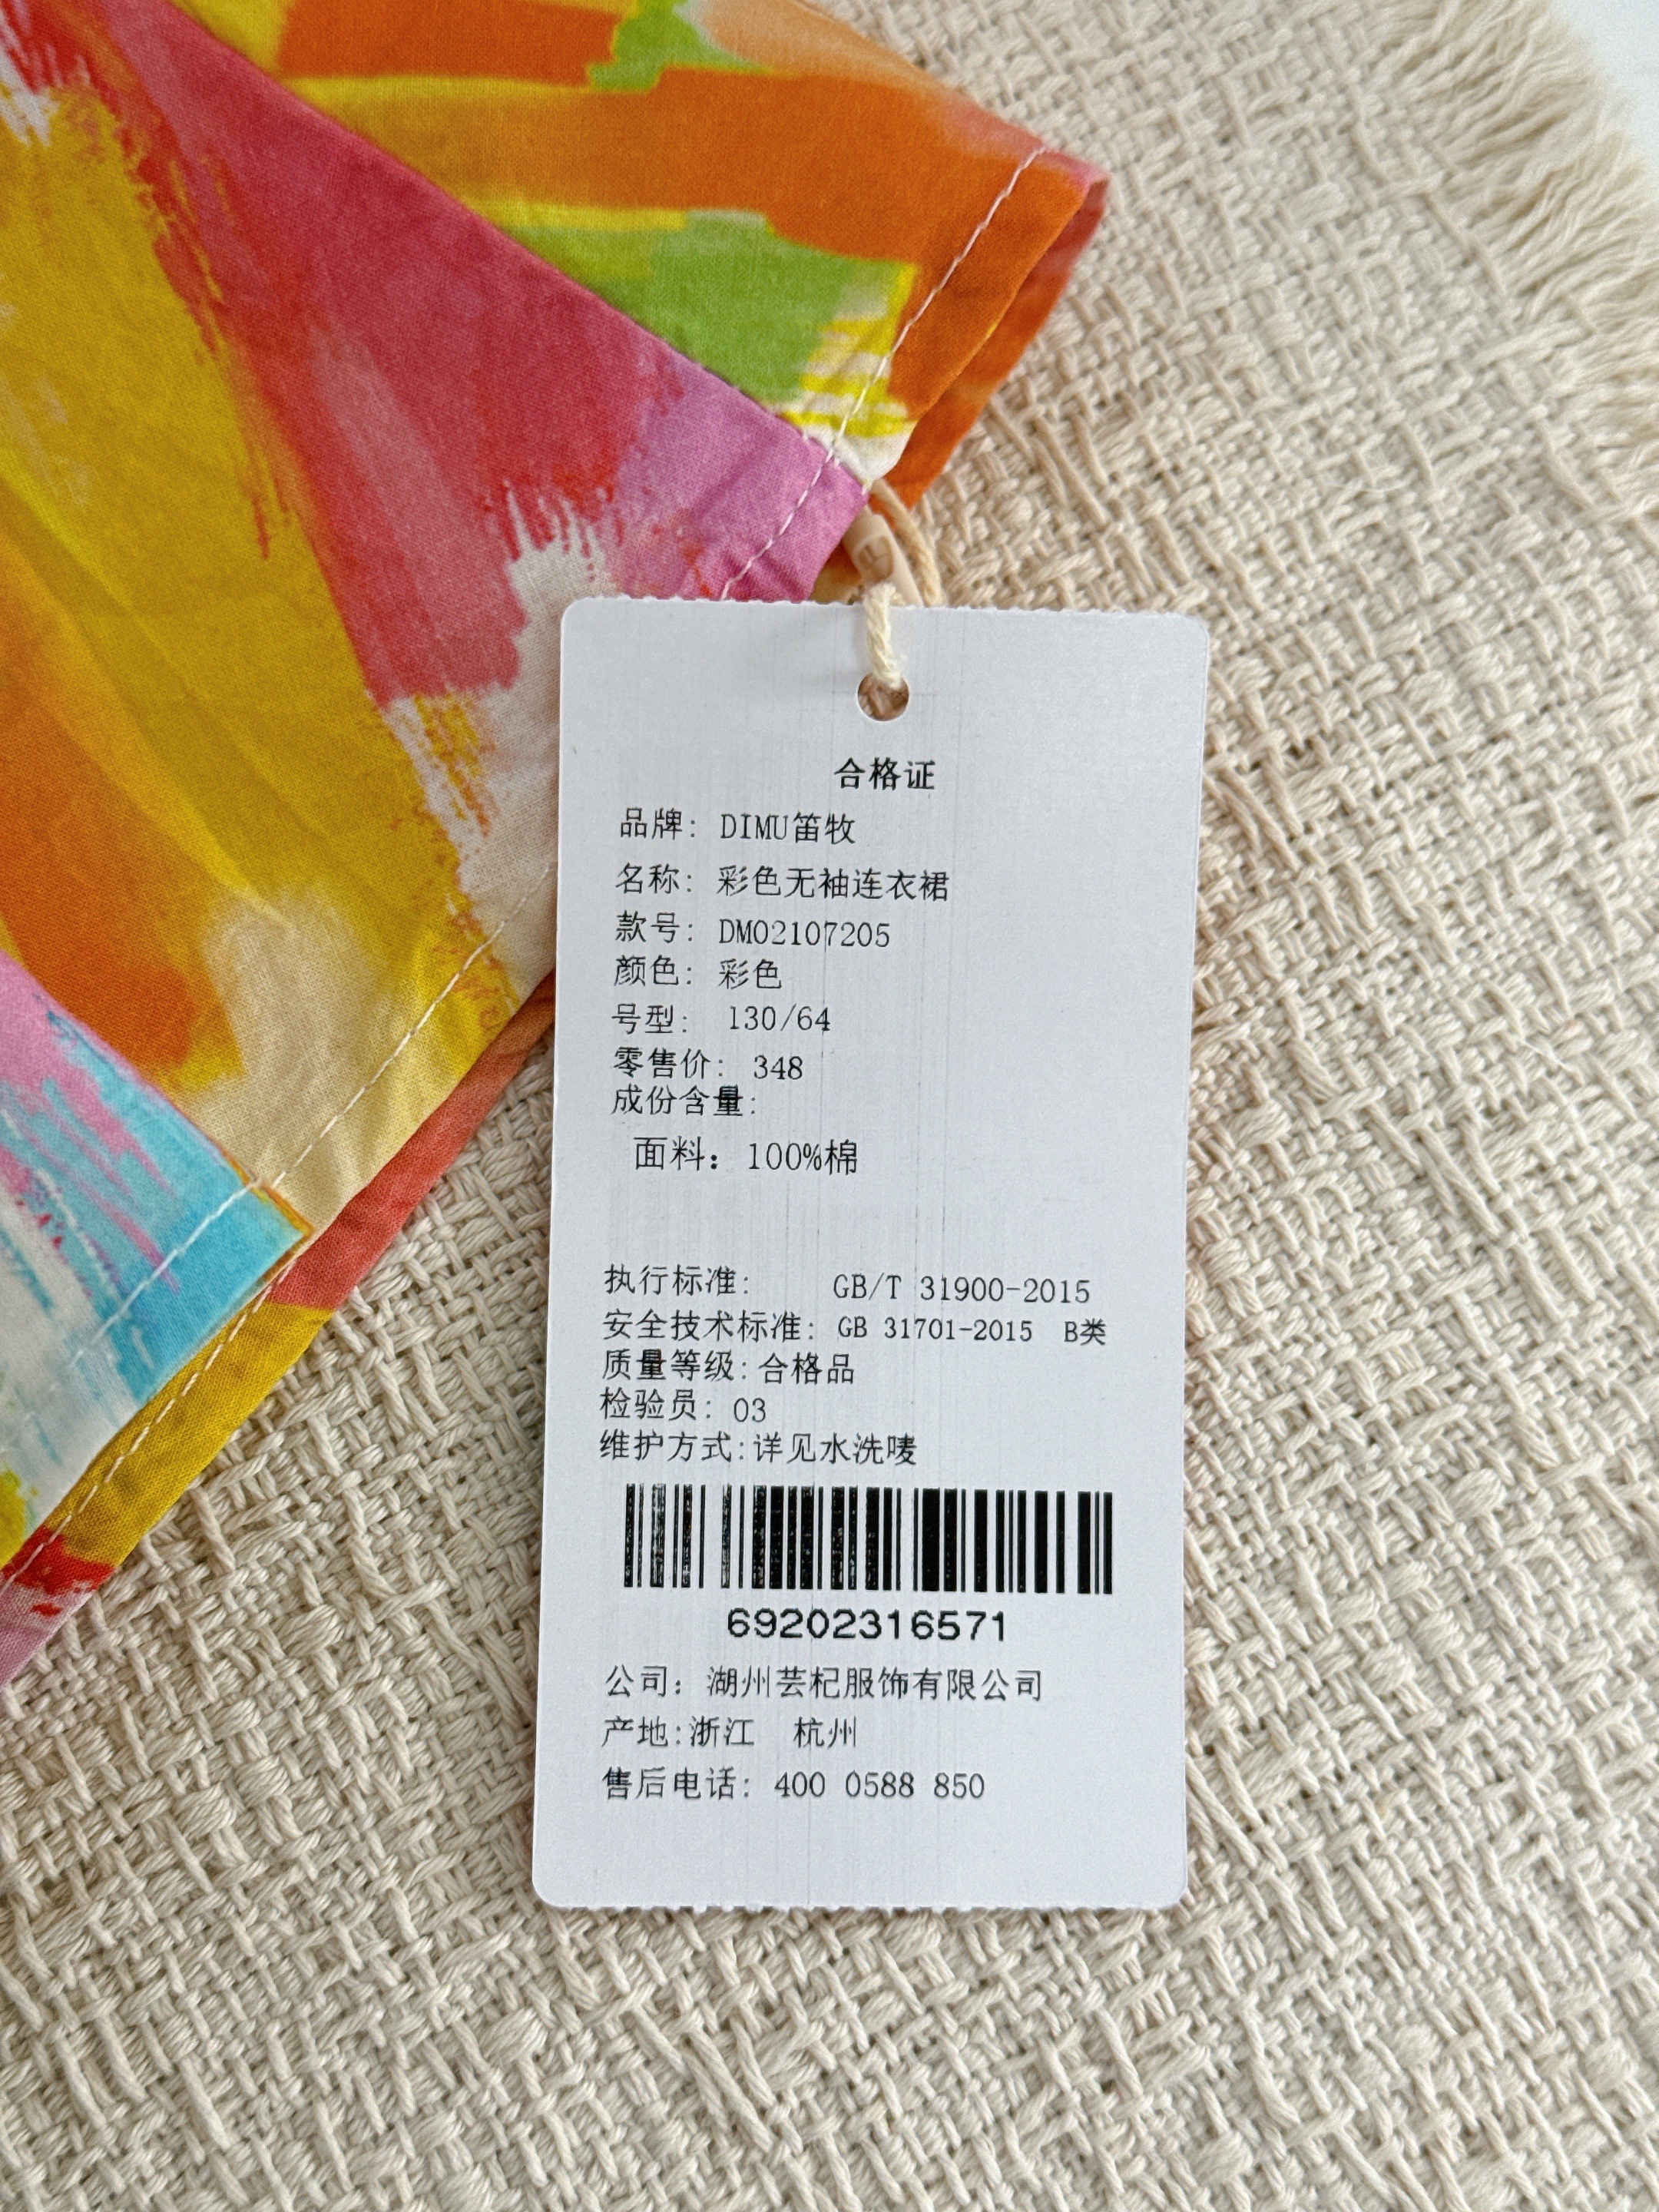 合格证
品牌: DIMU笛牧
名称: 彩色无袖连衣裙
款号: DM02107205
颜色: 彩色
号型: 130/64
零售价: 348
成份含量:
面料: 100%棉
执行标准: GB/T 31900-2015
安全技术标准: GB 31701-2015 B类
质量等级:合格品
检验员: 03
维护方式:详见水洗唛
69202316571
公司: 湖州芸杞服饰有限公司
产地:浙江 杭州
售后电话: 400 0588 850